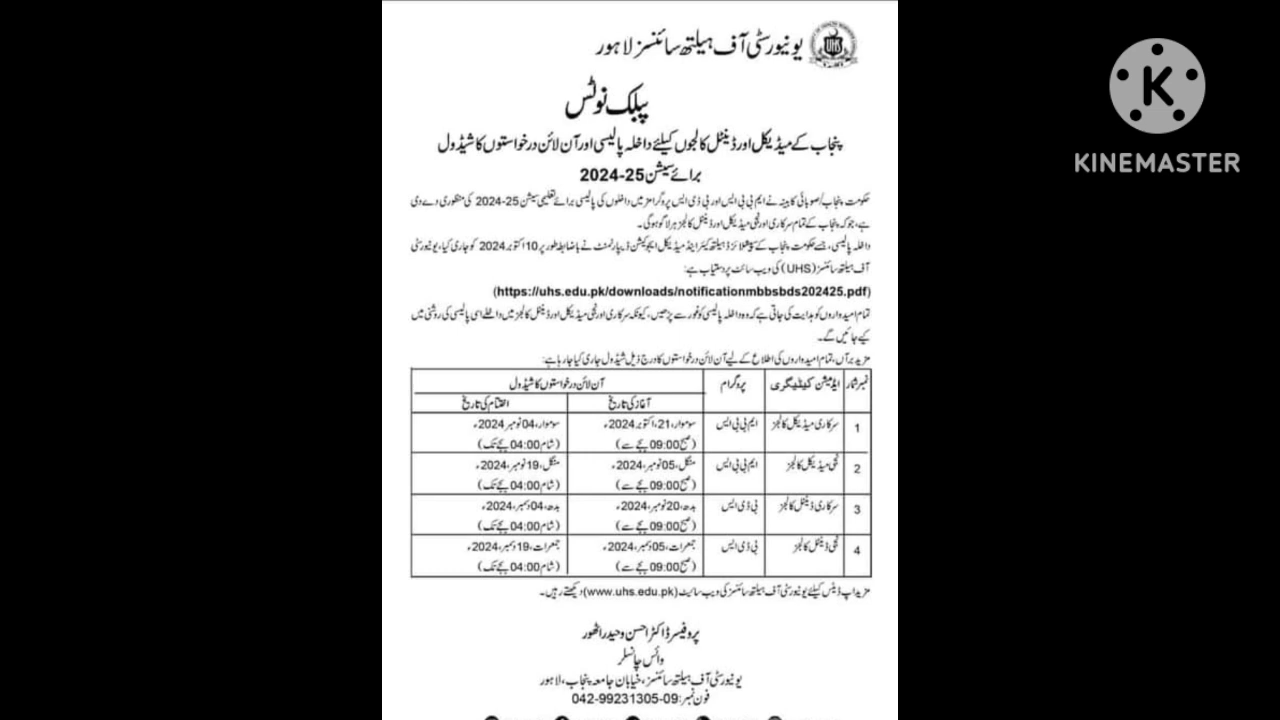 یونیورسٹی آف ہیلتھ سائنسز لاہور
UHS
پبلک نوٹس
پنجاب کے میڈیکل اور ڈینٹل کالجوں کیلئے داخلہ پالیسی اور آن لائن درخواستوں کا شیڈول
برائے سیشن 25-2024
حکومت پنجاب/صوبائی کابینہ نے ایم بی بی ایس اور بی ڈی ایس پروگرامز میں داخلوں کی پالیسی برائے تعلیمی سیشن 25-2024 کی منظوری دے دی
ہے، جو کہ پنجاب کے تمام سرکاری اور نجی میڈیکل اور ڈینٹل کالجز پر لاگو ہوگی۔
داخلہ پالیسی، جسے حکومت پنجاب کے سپیشلائزڈ ہیلتھ کیئر اینڈ میڈیکل ایجوکیشن ڈیپارٹمنٹ نے باضابطہ طور پر 10 اکتوبر 2024 کو جاری کیا، یونیورسٹی
آف ہیلتھ سائنسز (UHS) کی ویب سائٹ پر دستیاب ہے:
(https://uhs.edu.pk/downloads/notificationmbbsbds202425.pdf)
تمام امیدواروں کو ہدایت کی جاتی ہے کہ وہ داخلہ پالیسی کو غور سے پڑھیں، کیونکہ سرکاری اور نجی میڈیکل اور ڈینٹل کالجز میں داخلے اسی پالیسی کی روشنی میں
کیے جائیں گے۔
مزید برآں، تمام امیدواروں کی اطلاع کے لیے آن لائن درخواستوں کا درج ذیل شیڈول جاری کیا جا رہا ہے:
نمبر شمار ایڈمیشن کیٹیگری پروگرام آن لائن درخواستوں کا شیڈول
آغاز کی تاریخ اختتام کی تاریخ
1 سرکاری میڈیکل کالجز ایم بی بی ایس سوموار، 21، اکتوبر 2024ء سوموار، 04 نومبر 2024ء
(صبح 09:00 بجے سے) (شام 04:00 بجے تک)
2 نجی میڈیکل کالجز ایم بی بی ایس منگل، 05 نومبر، 2024ء منگل، 19 نومبر، 2024ء
(صبح 09:00 بجے سے) (شام 04:00 بجے تک)
3 سرکاری ڈینٹل کالجز بی ڈی ایس بدھ، 20 نومبر، 2024ء بدھ، 04 دسمبر، 2024ء
(صبح 09:00 بجے سے) (شام 04:00 بجے تک)
4 نجی ڈینٹل کالجز بی ڈی ایس جمعرات، 05 دسمبر، 2024ء جمعرات، 19 دسمبر، 2024ء
(صبح 09:00 بجے سے) (شام 04:00 بجے تک)
مزید اپ ڈیٹس کیلئے یونیورسٹی آف ہیلتھ سائنسز کی ویب سائیٹ (www.uhs.edu.pk) دیکھتے رہیں۔
پروفیسر ڈاکٹر احسن وحید راٹھور
وائس چانسلر
یونیورسٹی آف ہیلتھ سائنسز، خیابان جامعہ پنجاب، لاہور
فون نمبر: 042-99231305-09
K
KINEMASTER